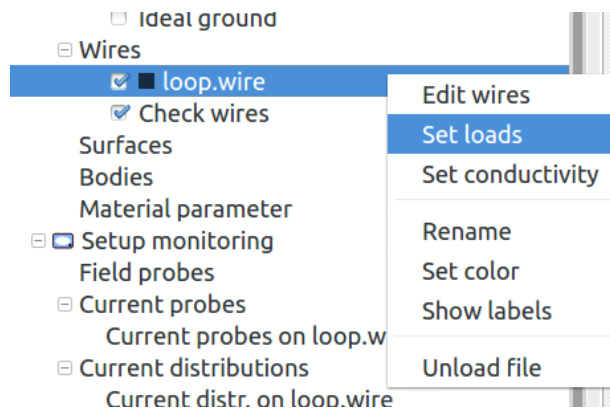 Ideal ground
Wires
loop.wire
Check wires
Surfaces
Bodies
Material parameter
Setup monitoring
Field probes
Current probes
Current probes on loop.w
Current distributions
Current distr. on loop.wire
Edit wires
Set loads
Set conductivity
Rename
Set color
Show labels
Unload file